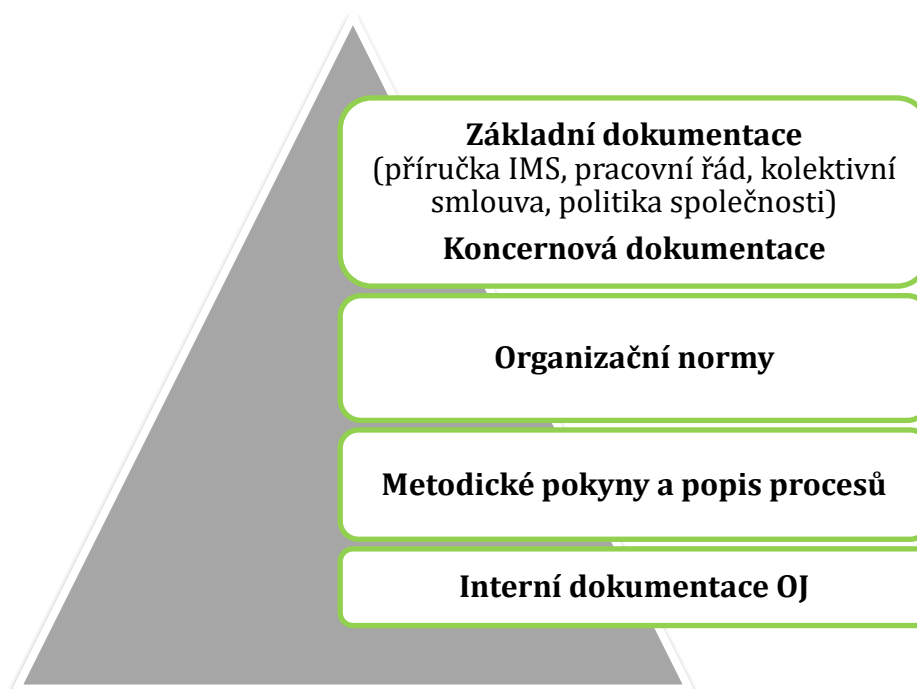 Základní dokumentace
(příručka IMS, pracovní řád, kolektivní
smlouva, politika společnosti)
Koncernová dokumentace
Organizační normy
Metodické pokyny a popis procesů
Interní dokumentace OJ